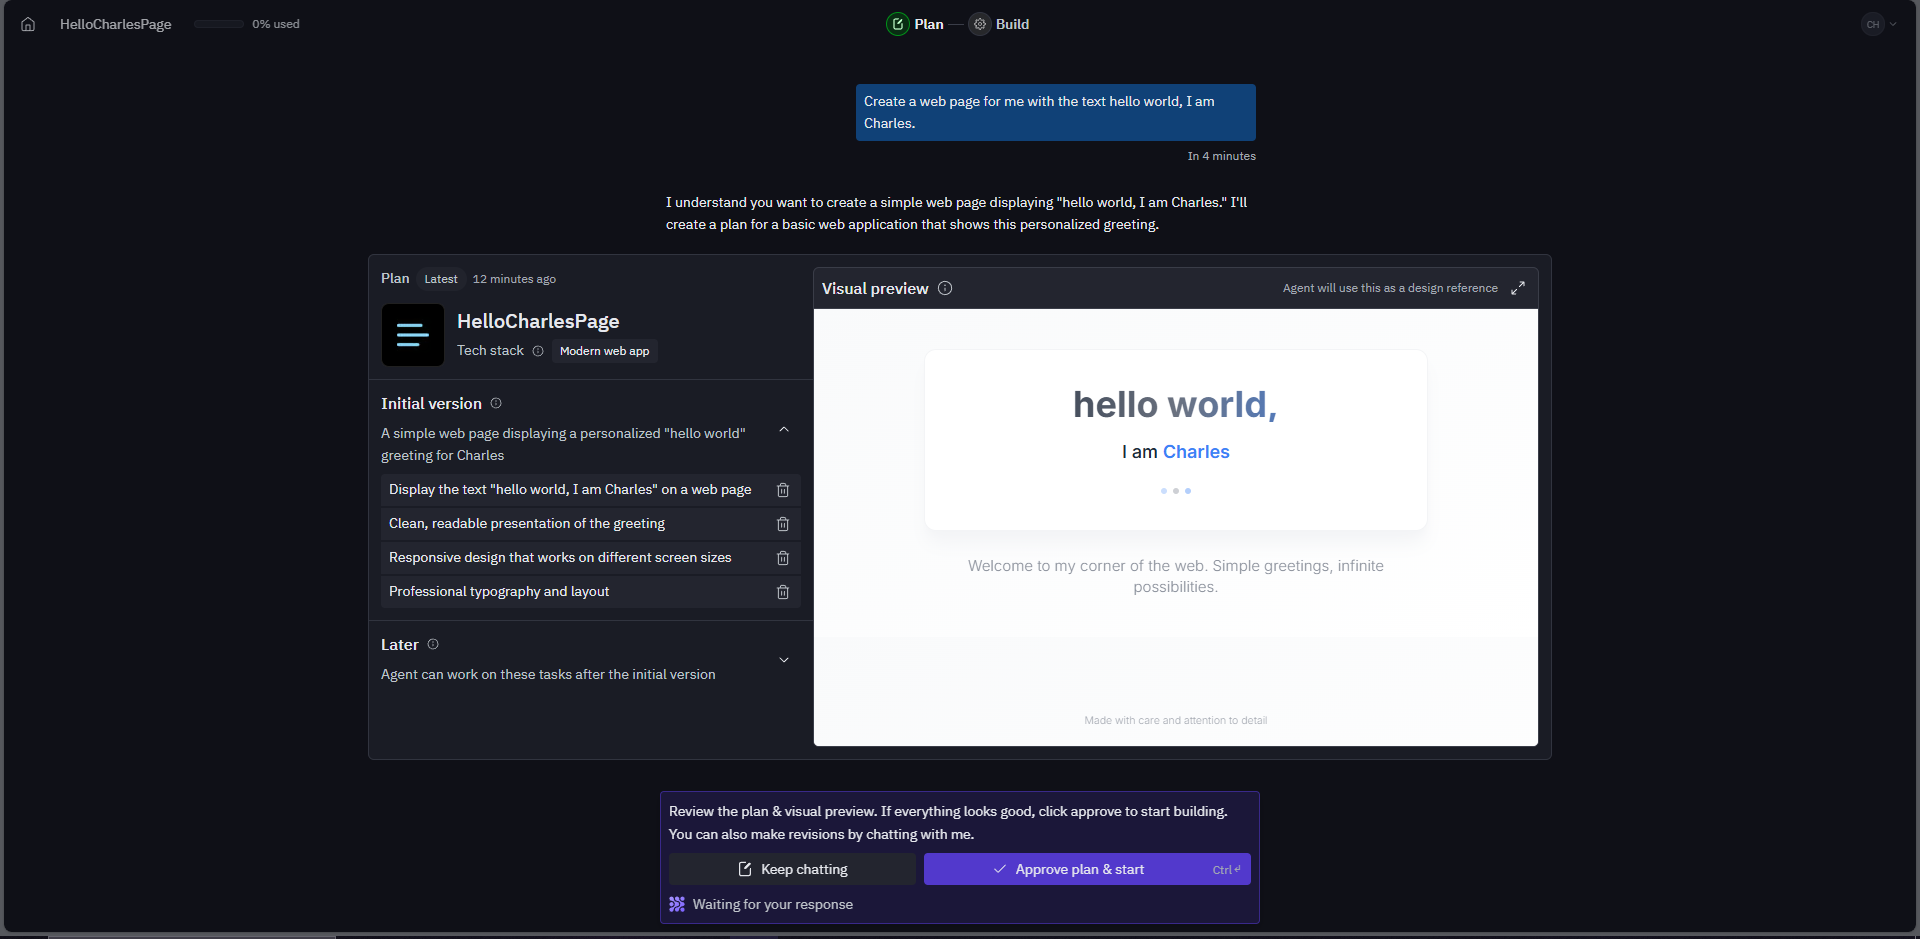 HelloCharlesPage
0% used
Plan
Build
CH
Create a web page for me with the text hello world, I am
Charles.
In 4 minutes
I understand you want to create a simple web page displaying "hello world, I am Charles." I'll
create a plan for a basic web application that shows this personalized greeting.
Plan
Latest
12 minutes ago
HelloCharlesPage
Tech stack
Modern web app
Initial version
A simple web page displaying a personalized "hello world"
greeting for Charles
Display the text "hello world, I am Charles" on a web page
Clean, readable presentation of the greeting
Responsive design that works on different screen sizes
Professional typography and layout
Later
Agent can work on these tasks after the initial version
Visual preview
Agent will use this as a design reference
hello world,
I am Charles
Welcome to my corner of the web. Simple greetings, infinite
possibilities.
Made with care and attention to detail
Review the plan & visual preview. If everything looks good, click approve to start building.
You can also make revisions by chatting with me.
Keep chatting
Approve plan & start
Ctrl ↵
Waiting for your response